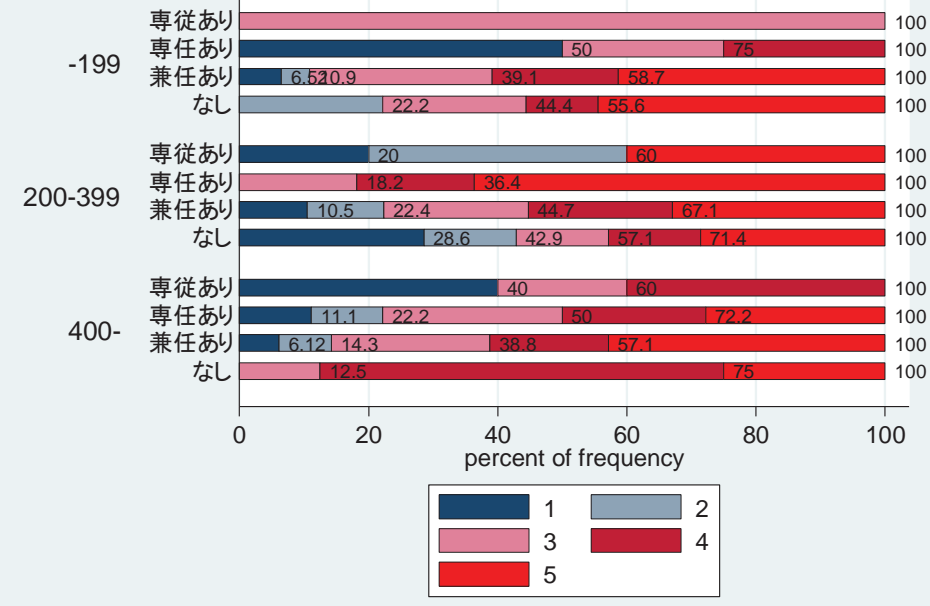 専従あり 100
-199
専任あり 50 75 100
兼任あり 6.52 10.9 39.1 58.7 100
なし 22.2 44.4 55.6 100
専従あり 20 60 100
200-399
専任あり 18.2 36.4 100
兼任あり 10.5 22.4 44.7 67.1 100
なし 28.6 42.9 57.1 71.4 100
専従あり 40 60 100
400-
専任あり 11.1 22.2 50 72.2 100
兼任あり 6.12 14.3 38.8 57.1 100
なし 12.5 75 100
0 20 40 60 80 100
percent of frequency
1 2
3 4
5